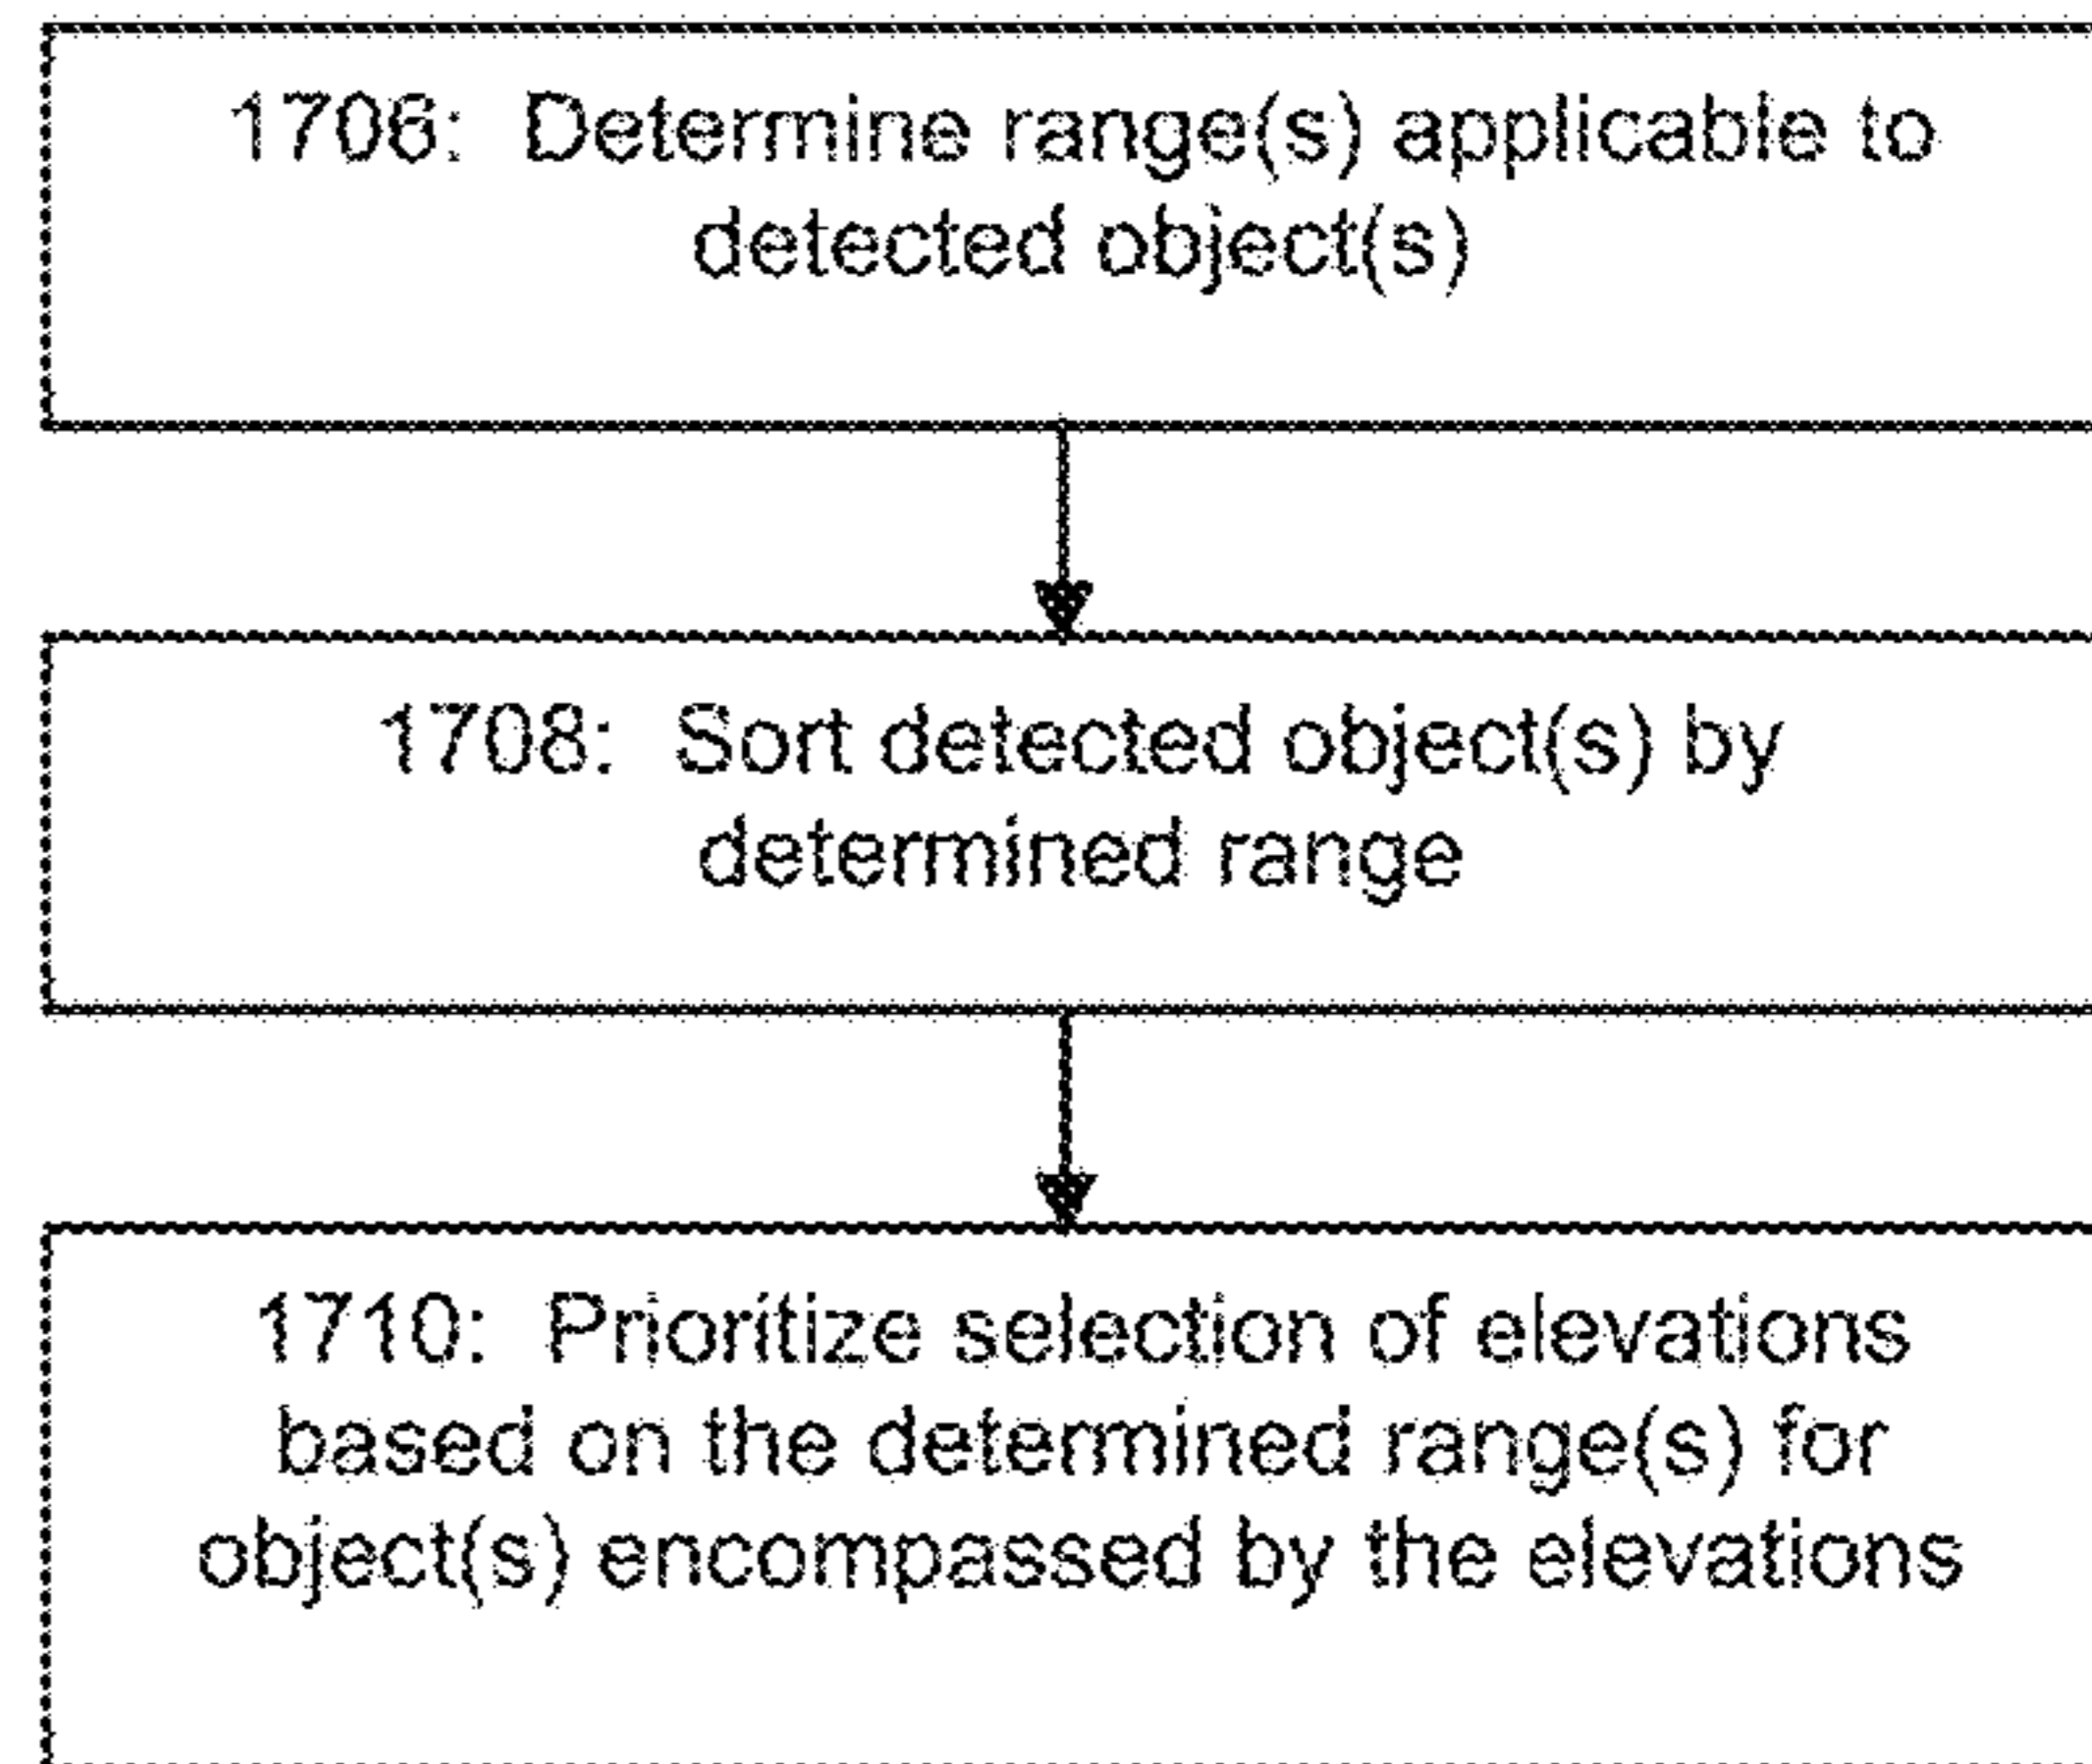 1706:  Determine range(s) applicable to
detected object(s)
1708:  Sort detected object(s) by
determined range
1710:  Prioritize selection of elevations
based on the determined range(s) for
object(s) encompassed by the elevations